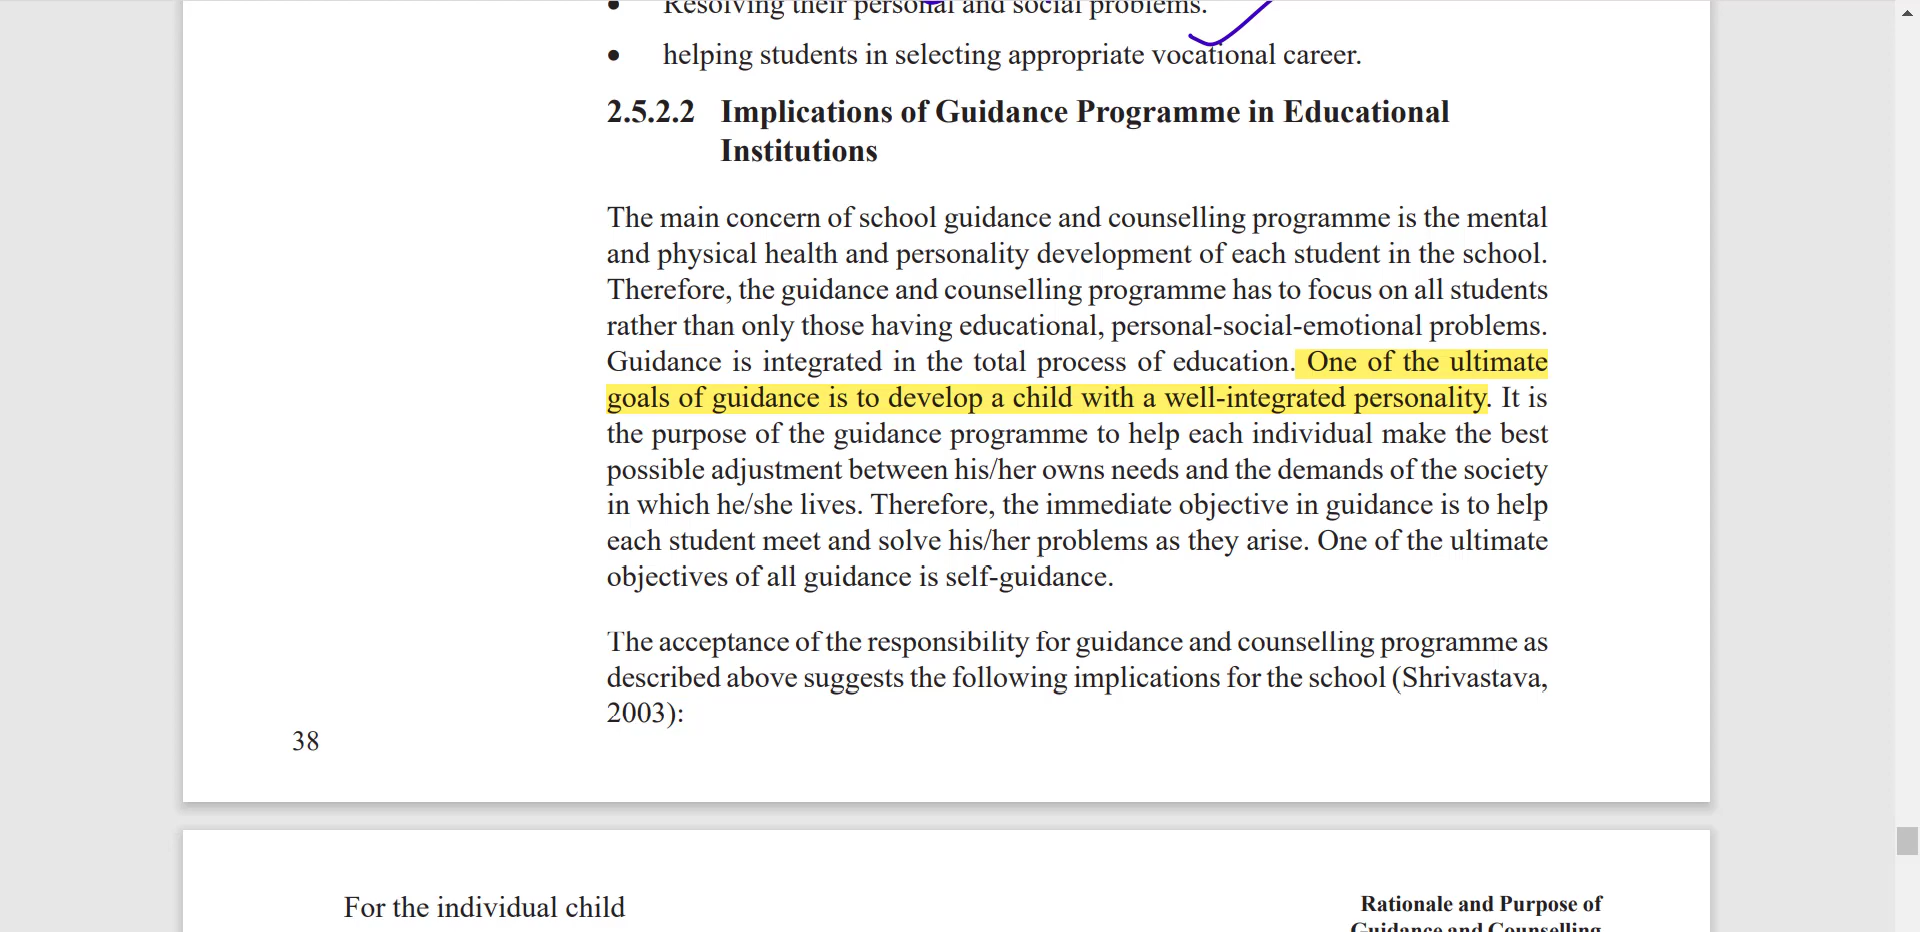 • Resolving their personal and social problems.
• helping students in selecting appropriate vocational career.
2.5.2.2 Implications of Guidance Programme in Educational
Institutions
The main concern of school guidance and counselling programme is the mental
and physical health and personality development of each student in the school.
Therefore, the guidance and counselling programme has to focus on all students
rather than only those having educational, personal-social-emotional problems.
Guidance is integrated in the total process of education. One of the ultimate
goals of guidance is to develop a child with a well-integrated personality. It is
the purpose of the guidance programme to help each individual make the best
possible adjustment between his/her owns needs and the demands of the society
in which he/she lives. Therefore, the immediate objective in guidance is to help
each student meet and solve his/her problems as they arise. One of the ultimate
objectives of all guidance is self-guidance.
The acceptance of the responsibility for guidance and counselling programme as
described above suggests the following implications for the school (Shrivastava,
2003):
38
For the individual child
Rationale and Purpose of
Guidance and Counselling